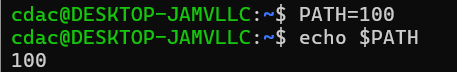 cdac@DESKTOP-JAMVLLC:~$ PATH=100
cdac@DESKTOP-JAMVLLC:~$ echo $PATH
100